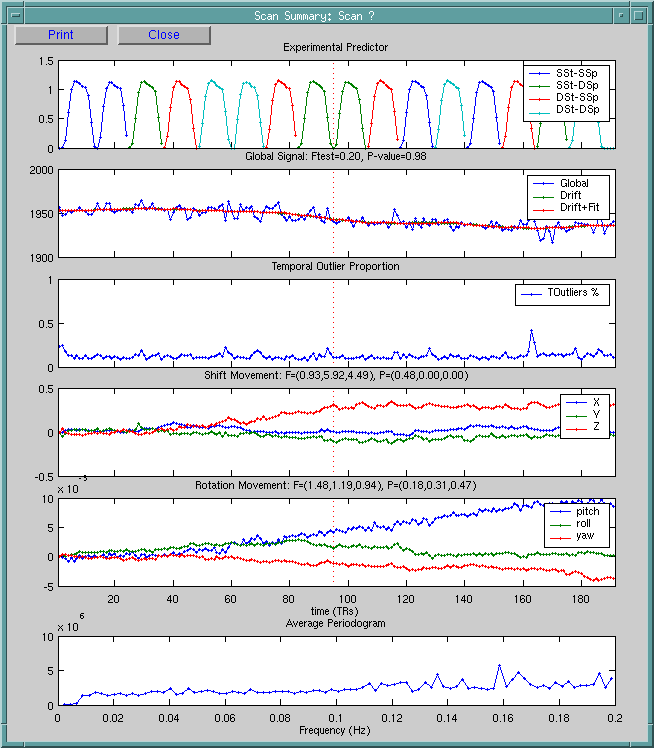 Scan Summary: Scan ?
Print Close
Experimental Predictor
1.5
1
0.5
0
SSt-SSp
SSt-DSp
DSt-SSp
DSt-DSp
Global Signal: Ftest=0.20, P-value=0.98
2000
1950
1900
Global
Drift
Drift+Fit
Temporal Outlier Proportion
1
0.5
0
TOutliers %
Shift Movement: F=(0.93,5.92,4.49), P=(0.48,0.00,0.00)
0.5
0
-0.5
X
Y
Z
x 10 -3
Rotation Movement: F=(1.48,1.19,0.94), P=(0.18,0.31,0.47)
10
5
0
-5
pitch
roll
yaw
20 40 60 80 100 120 140 160 180
time (TRs)
x 10 6
Average Periodogram
10
5
0
0 0.02 0.04 0.06 0.08 0.1 0.12 0.14 0.16 0.18 0.2
Frequency (Hz)